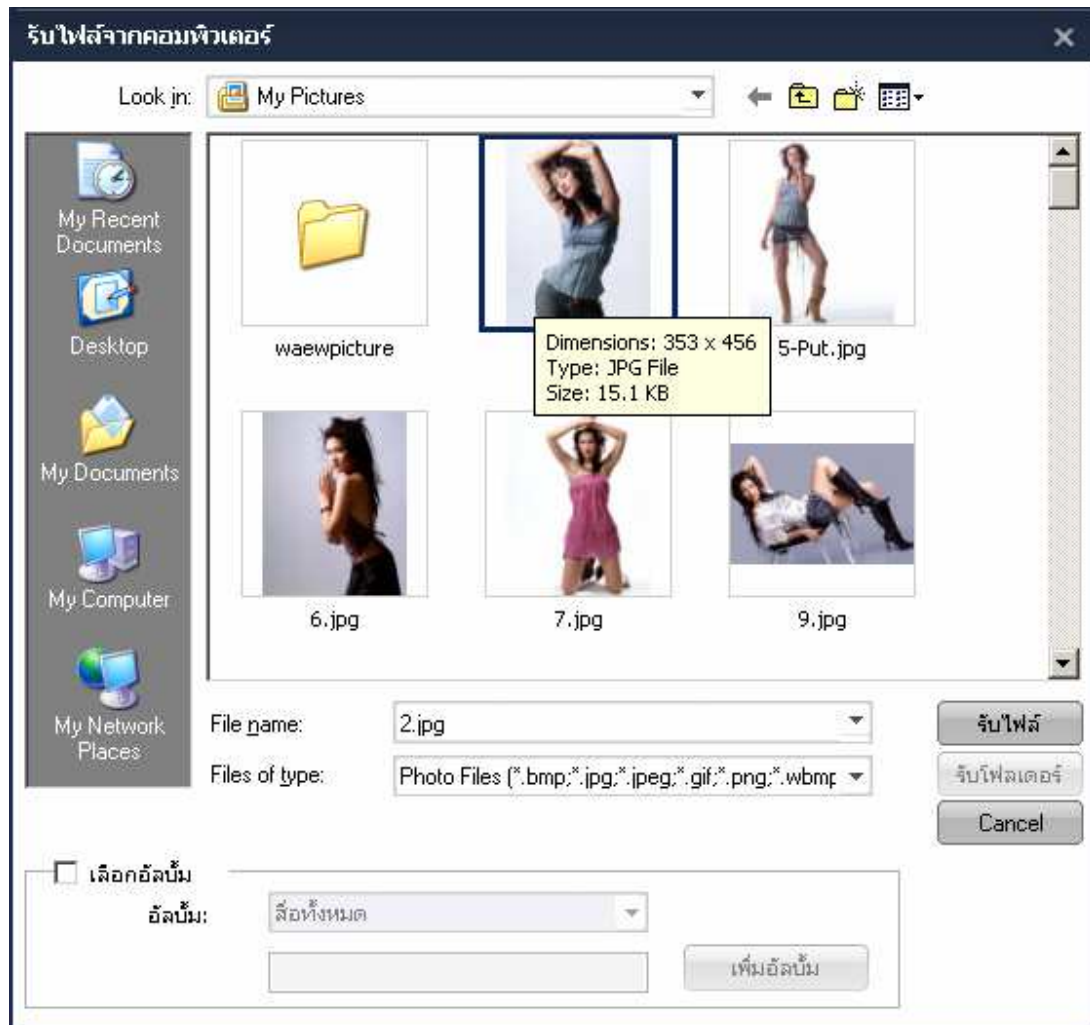 รับไฟล์จากคอมพิวเตอร์
Look in:
My Pictures
My Recent
Documents
Desktop
My Documents
My Computer
My Network
Places
waewpicture
Dimensions: 353 x 456
Type: JPG File
Size: 15.1 KB
5-Put.jpg
6.jpg
7.jpg
9.jpg
File name:
2.jpg
Files of type:
Photo Files (*.bmp;*.jpg;*.jpeg;*.gif;*.png;*.wbmp
รับไฟล์
รับโฟลเดอร์
Cancel
เลือกอัลบั้ม
อัลบั้ม:
สื่อทั้งหมด
เพิ่มอัลบั้ม